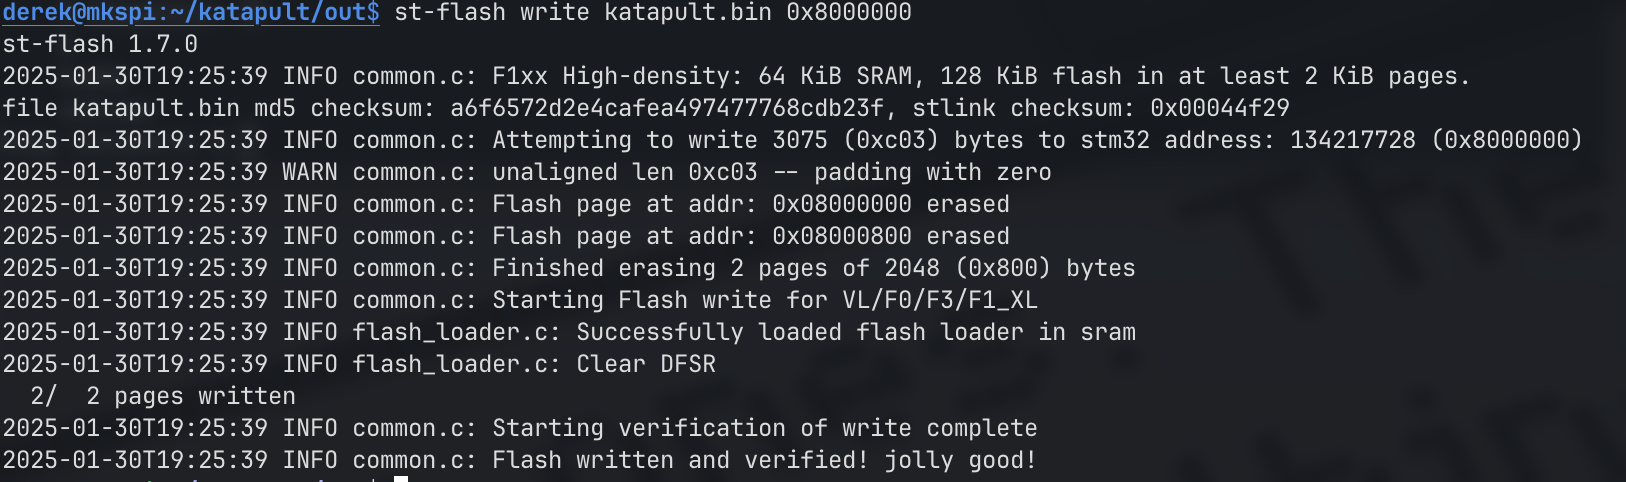 derek@mkspi:~/katapult/out$ st-flash write katapult.bin 0x8000000
st-flash 1.7.0
2025-01-30T19:25:39 INFO common.c: F1xx High-density: 64 KiB SRAM, 128 KiB flash in at least 2 KiB pages.
file katapult.bin md5 checksum: a6f6572d2e4cafea497477768cdb23f, stlink checksum: 0x00044f29
2025-01-30T19:25:39 INFO common.c: Attempting to write 3075 (0xc03) bytes to stm32 address: 134217728 (0x8000000)
2025-01-30T19:25:39 WARN common.c: unaligned len 0xc03 -- padding with zero
2025-01-30T19:25:39 INFO common.c: Flash page at addr: 0x08000000 erased
2025-01-30T19:25:39 INFO common.c: Flash page at addr: 0x08000800 erased
2025-01-30T19:25:39 INFO common.c: Finished erasing 2 pages of 2048 (0x800) bytes
2025-01-30T19:25:39 INFO common.c: Starting Flash write for VL/F0/F3/F1_XL
2025-01-30T19:25:39 INFO flash_loader.c: Successfully loaded flash loader in sram
2025-01-30T19:25:39 INFO flash_loader.c: Clear DFSR
  2/  2 pages written
2025-01-30T19:25:39 INFO common.c: Starting verification of write complete
2025-01-30T19:25:39 INFO common.c: Flash written and verified! jolly good!